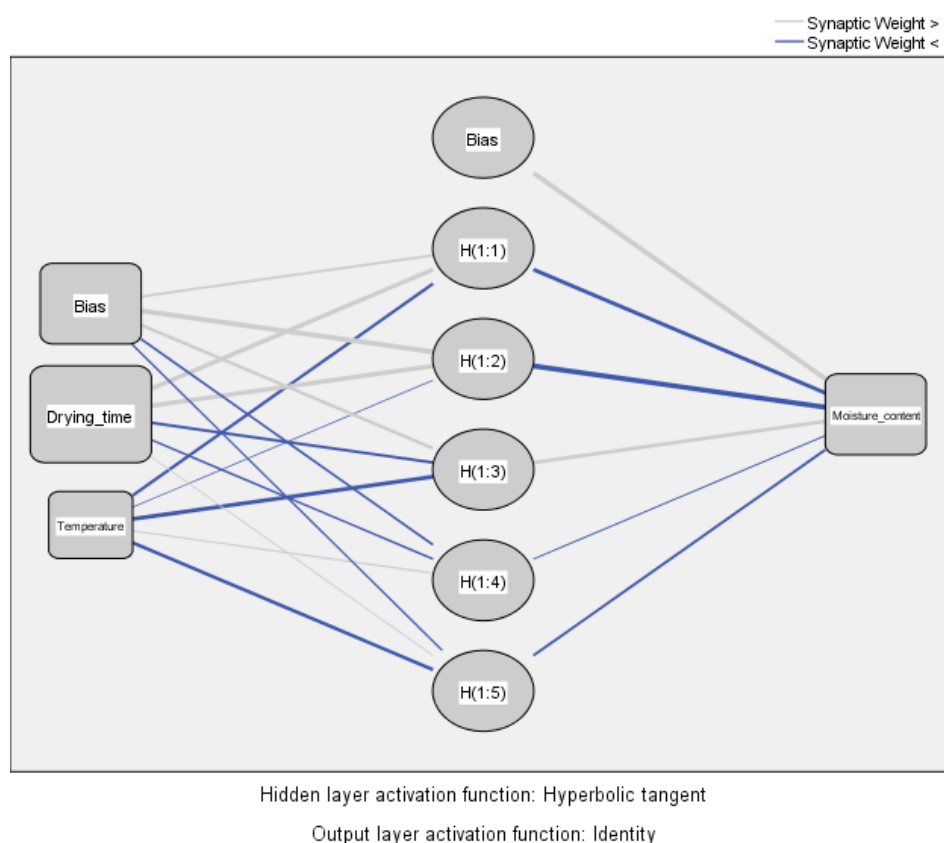 Synaptic Weight >
Synaptic Weight <
Bias
H(1:1)
Bias
H(1:2)
Drying_time
Moisture_content
H(1:3)
Temperature
H(1:4)
H(1:5)
Hidden layer activation function: Hyperbolic tangent
Output layer activation function: Identity